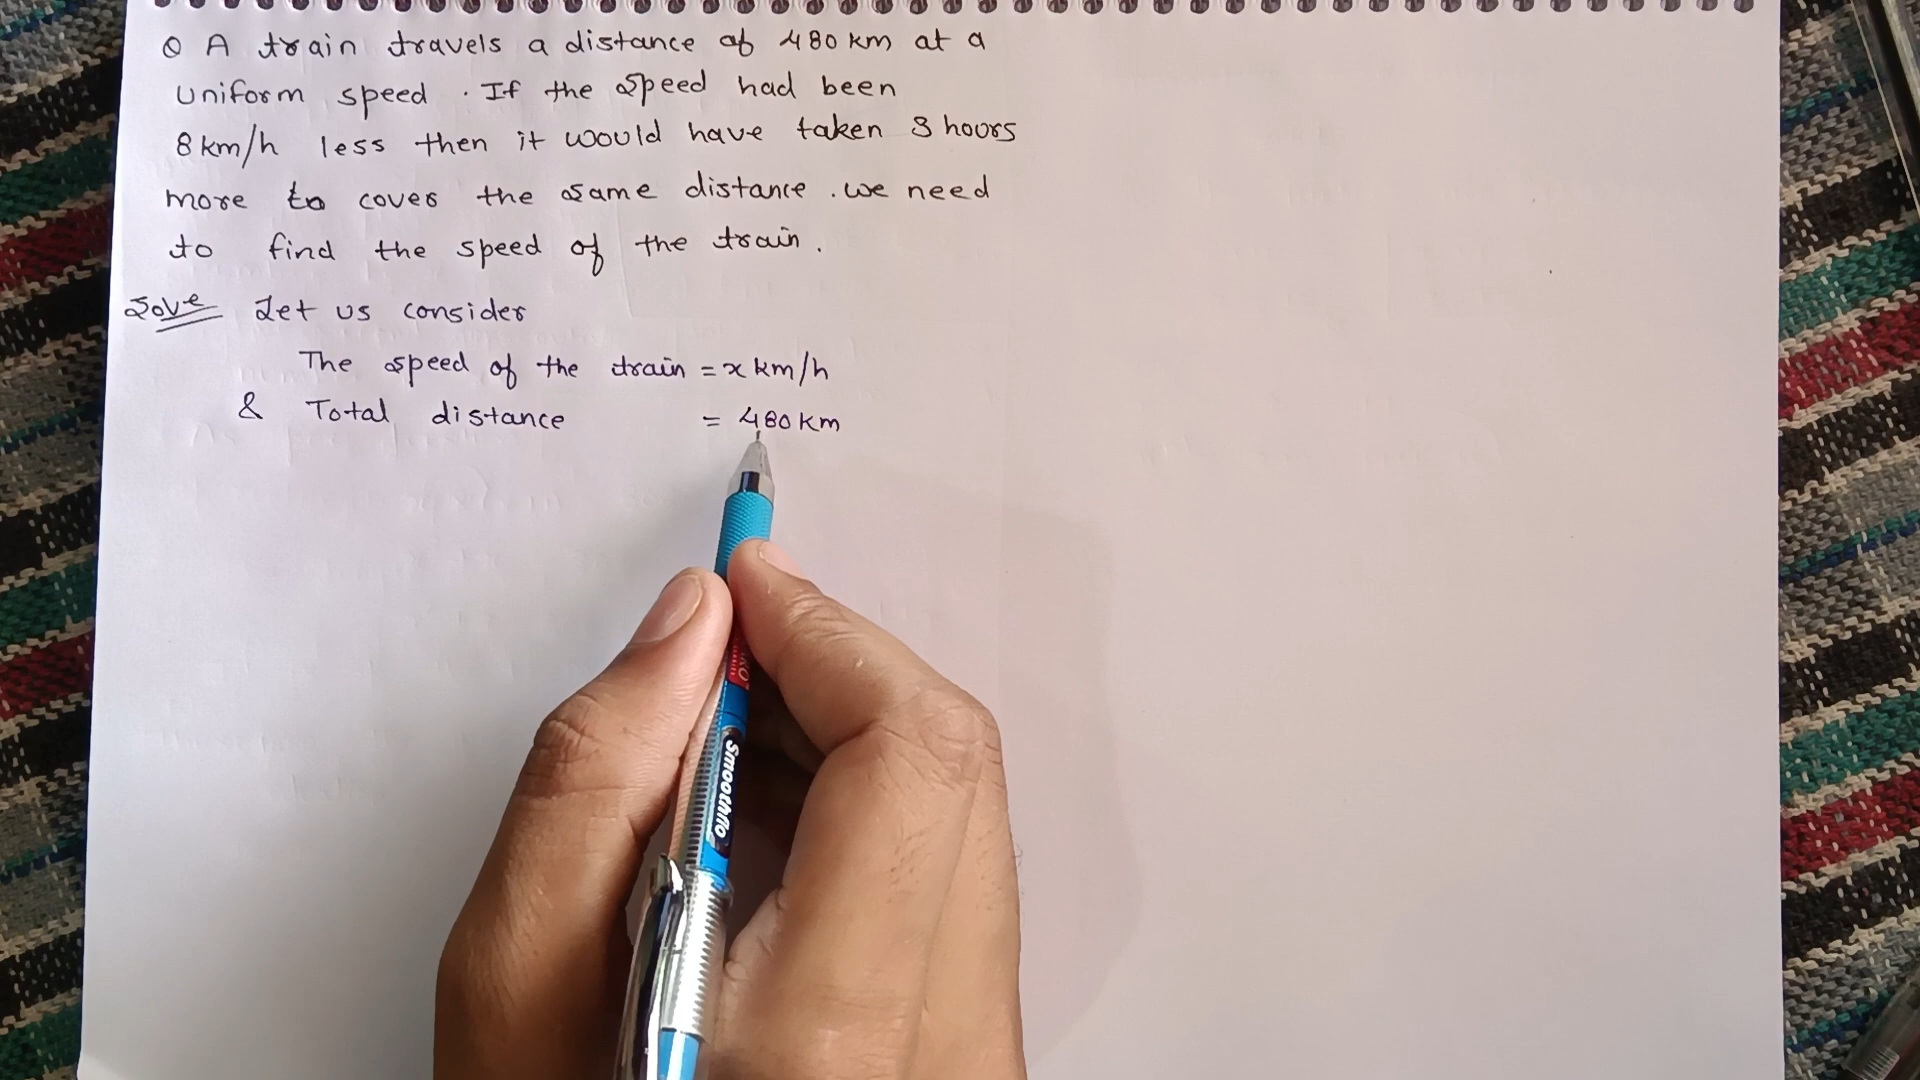 Q A train travels a distance of 480 km at a
uniform speed . If the speed had been
8 km/h less then it would have taken 3 hours
more to cover the same distance . we need
to find the speed of the train .
Solve Let us consider
The speed of the train = x km/h
& Total distance = 480 km
Smoothflo